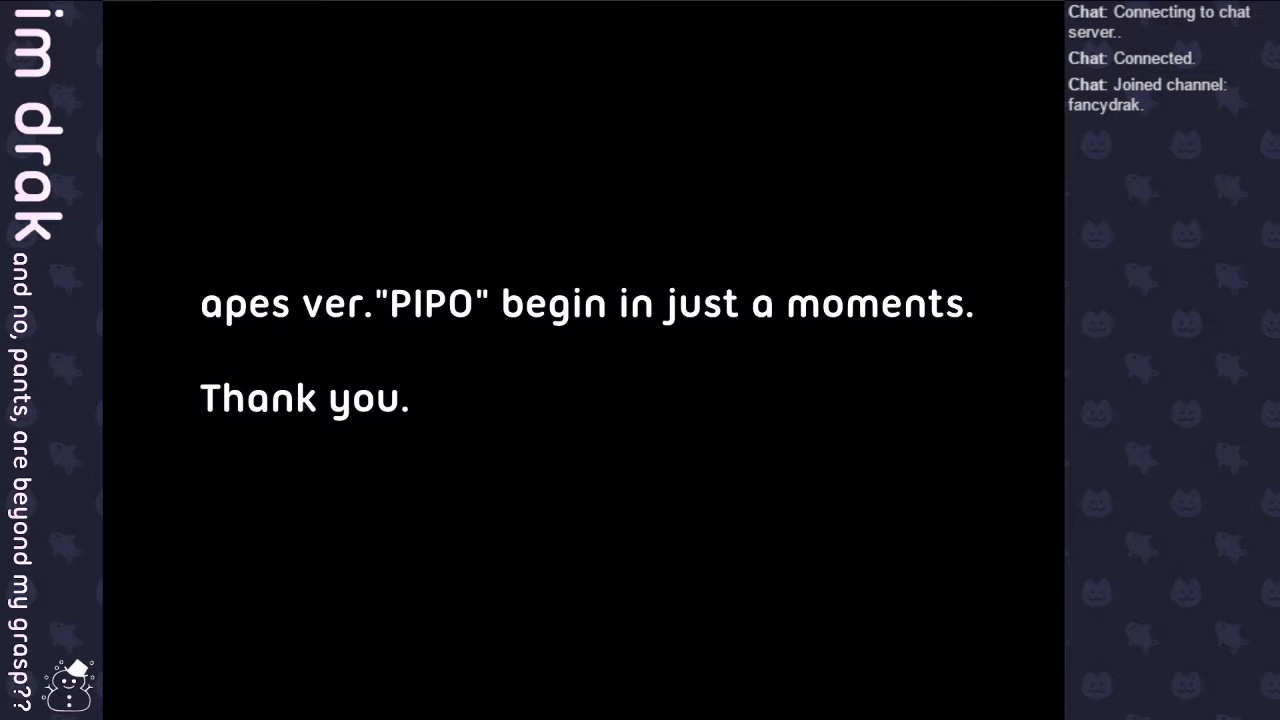 im drak
and no, pants, are beyond my grasp??
apes ver."PIPO" begin in just a moments.
Thank you.
Chat: Connecting to chat
server..
Chat: Connected.
Chat: Joined channel:
fancydrak.